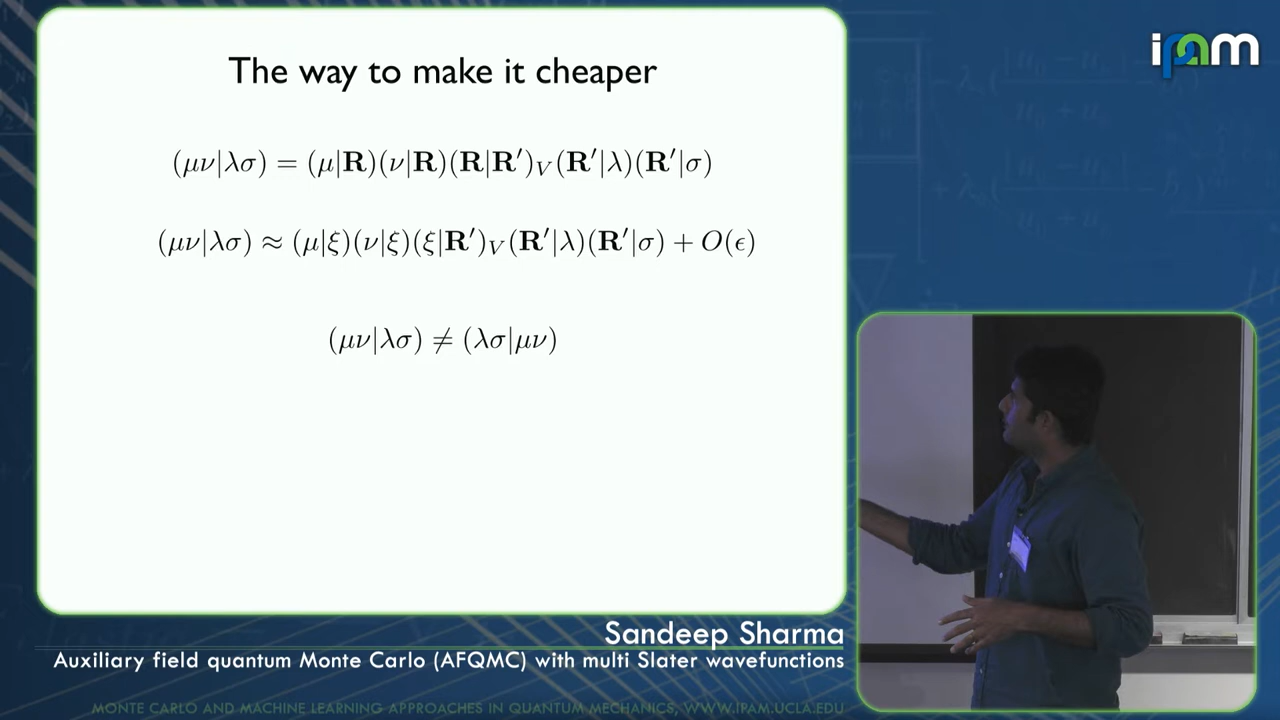 The way to make it cheaper
(μν|λσ) = (μ|R)(ν|R)(R|R′)V(R′|λ)(R′|σ)
(μν|λσ) ≈ (μ|ξ)(ν|ξ)(ξ|R′)V(R′|λ)(R′|σ) + O(ϵ)
(μν|λσ) ≠ (λσ|μν)
ipam
Sandeep Sharma
Auxiliary field quantum Monte Carlo (AFQMC) with multi Slater wavefunctions
MONTE CARLO AND MACHINE LEARNING APPROACHES IN QUANTUM MECHANICS, WWW.IPAM.UCLA.EDU